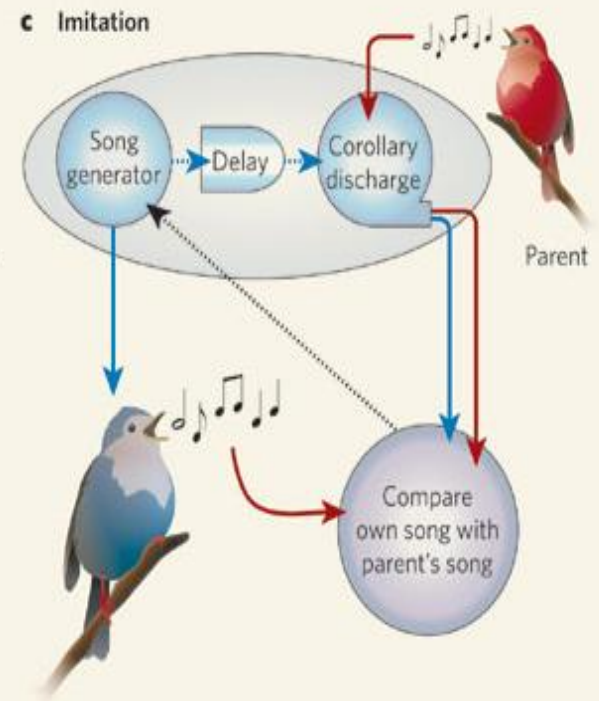 c Imitation
Song
generator
Delay
Corollary
discharge
Parent
Compare
own song with
parent's song